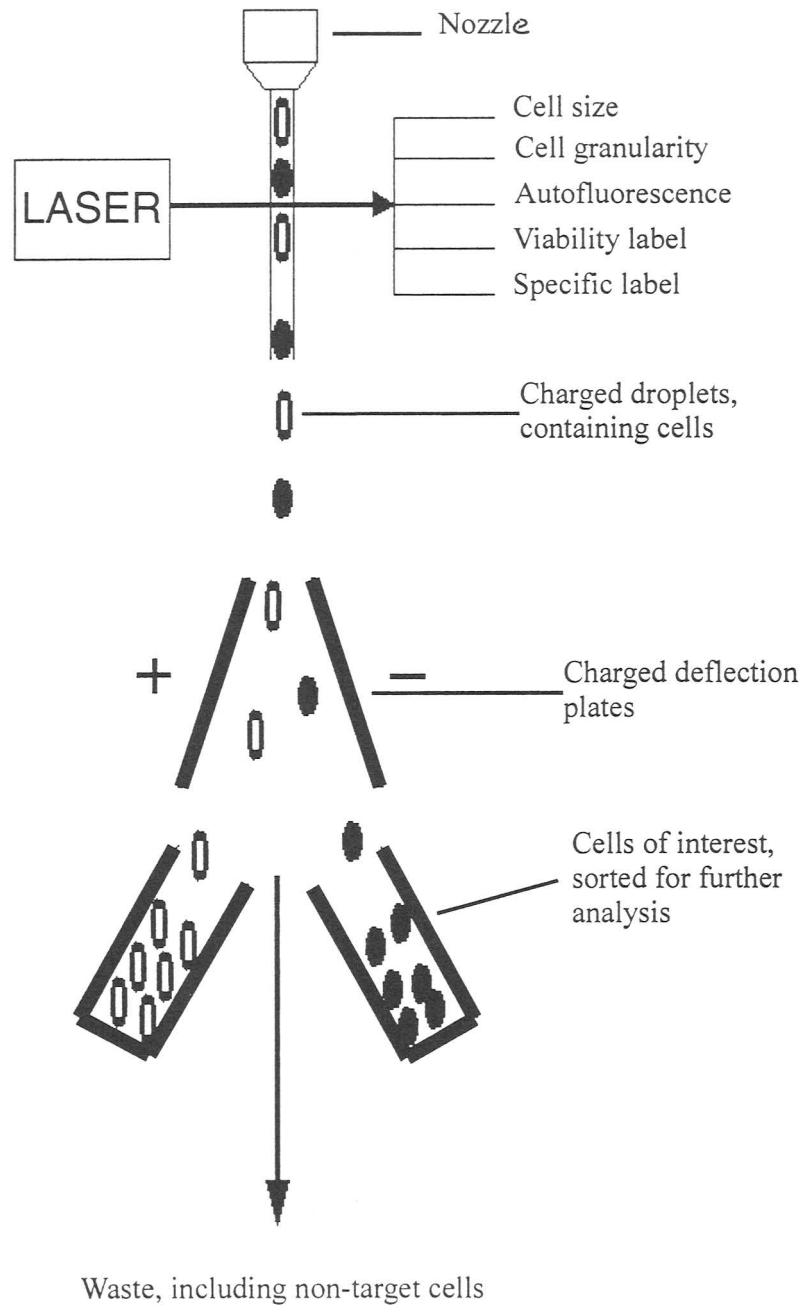 Nozzle
Cell size
Cell granularity
LASER
Autofluorescence
Viability label
Specific label
Charged droplets,
containing cells
+
−
Charged deflection
plates
Cells of interest,
sorted for further
analysis
Waste, including non-target cells